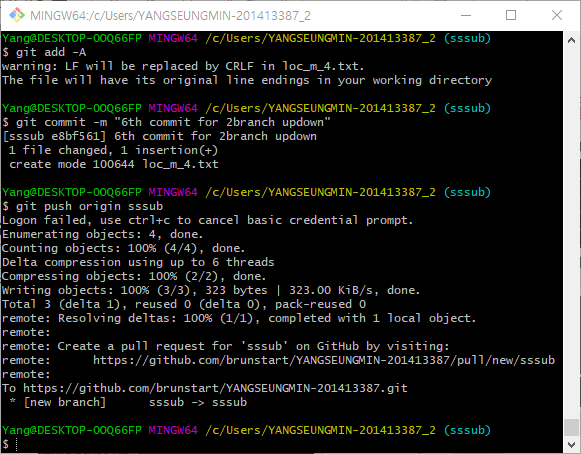 MINGW64:/c/Users/YANGSEUNGMIN-201413387_2
Yang@DESKTOP-OOQ66FP MINGW64 /c/Users/YANGSEUNGMIN-201413387_2 (sssub)
$ git add -A
warning: LF will be replaced by CRLF in loc_m_4.txt.
The file will have its original line endings in your working directory
Yang@DESKTOP-OOQ66FP MINGW64 /c/Users/YANGSEUNGMIN-201413387_2 (sssub)
$ git commit -m "6th commit for 2branch updown"
[sssub e8bf561] 6th commit for 2branch updown
 1 file changed, 1 insertion(+)
 create mode 100644 loc_m_4.txt
Yang@DESKTOP-OOQ66FP MINGW64 /c/Users/YANGSEUNGMIN-201413387_2 (sssub)
$ git push origin sssub
Logon failed, use ctrl+c to cancel basic credential prompt.
Enumerating objects: 4, done.
Counting objects: 100% (4/4), done.
Delta compression using up to 6 threads
Compressing objects: 100% (2/2), done.
Writing objects: 100% (3/3), 323 bytes | 323.00 KiB/s, done.
Total 3 (delta 1), reused 0 (delta 0), pack-reused 0
remote: Resolving deltas: 100% (1/1), completed with 1 local object.
remote:
remote: Create a pull request for 'sssub' on GitHub by visiting:
remote:      https://github.com/brunstart/YANGSEUNGMIN-201413387/pull/new/sssub
remote:
To https://github.com/brunstart/YANGSEUNGMIN-201413387.git
 * [new branch]      sssub -> sssub
Yang@DESKTOP-OOQ66FP MINGW64 /c/Users/YANGSEUNGMIN-201413387_2 (sssub)
$